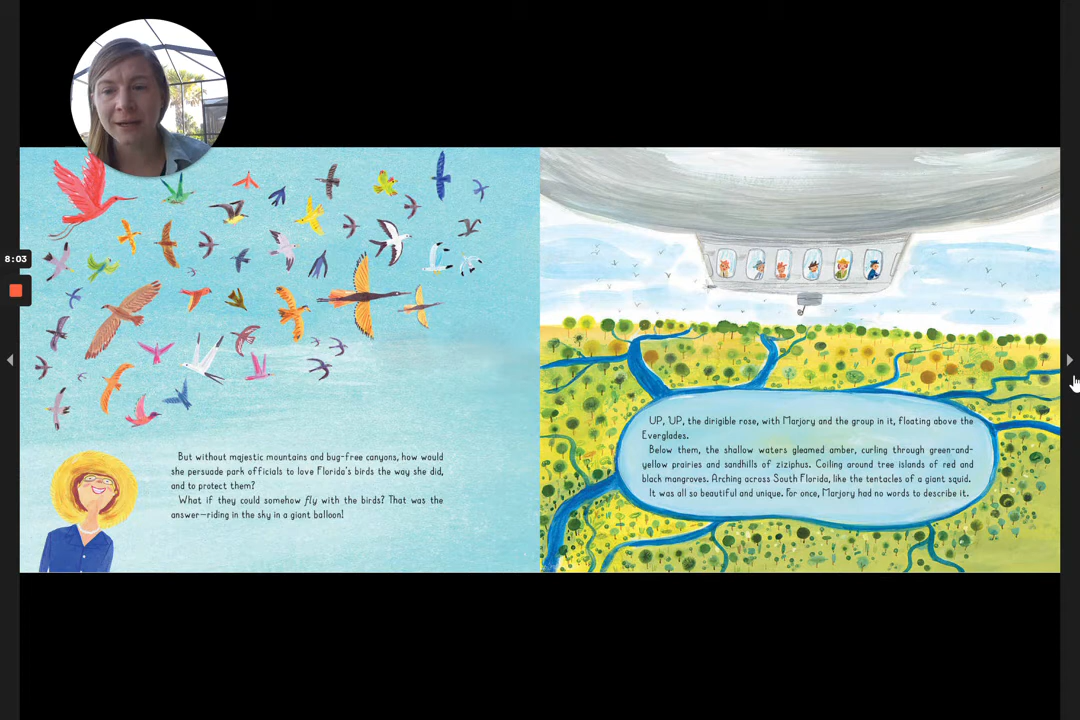 8:03
But without majestic mountains and bug-free canyons, how would
she persuade park officials to love Florida's birds the way she did,
and to protect them?
What if they could somehow fly with the birds? That was the
answer—riding in the sky in a giant balloon!
UP, UP, the dirigible rose, with Marjory and the group in it, floating above the
Everglades.
Below them, the shallow waters gleamed amber, curling through green-and-
yellow prairies and sandhills of ziziphus. Coiling around tree islands of red and
black mangroves. Arching across South Florida, like the tentacles of a giant squid.
It was all so beautiful and unique. For once, Marjory had no words to describe it.